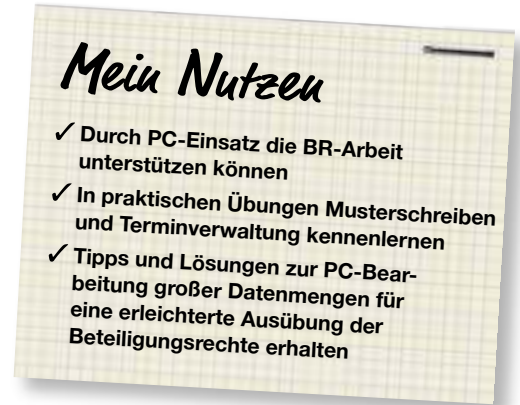 Mein Nutzen
✓ Durch PC-Einsatz die BR-Arbeit
unterstützen können
✓ In praktischen Übungen Musterschreiben
und Terminverwaltung kennenlernen
✓ Tipps und Lösungen zur PC-Bear-
beitung großer Datenmengen für
eine erleichterte Ausübung der
Beteiligungsrechte erhalten